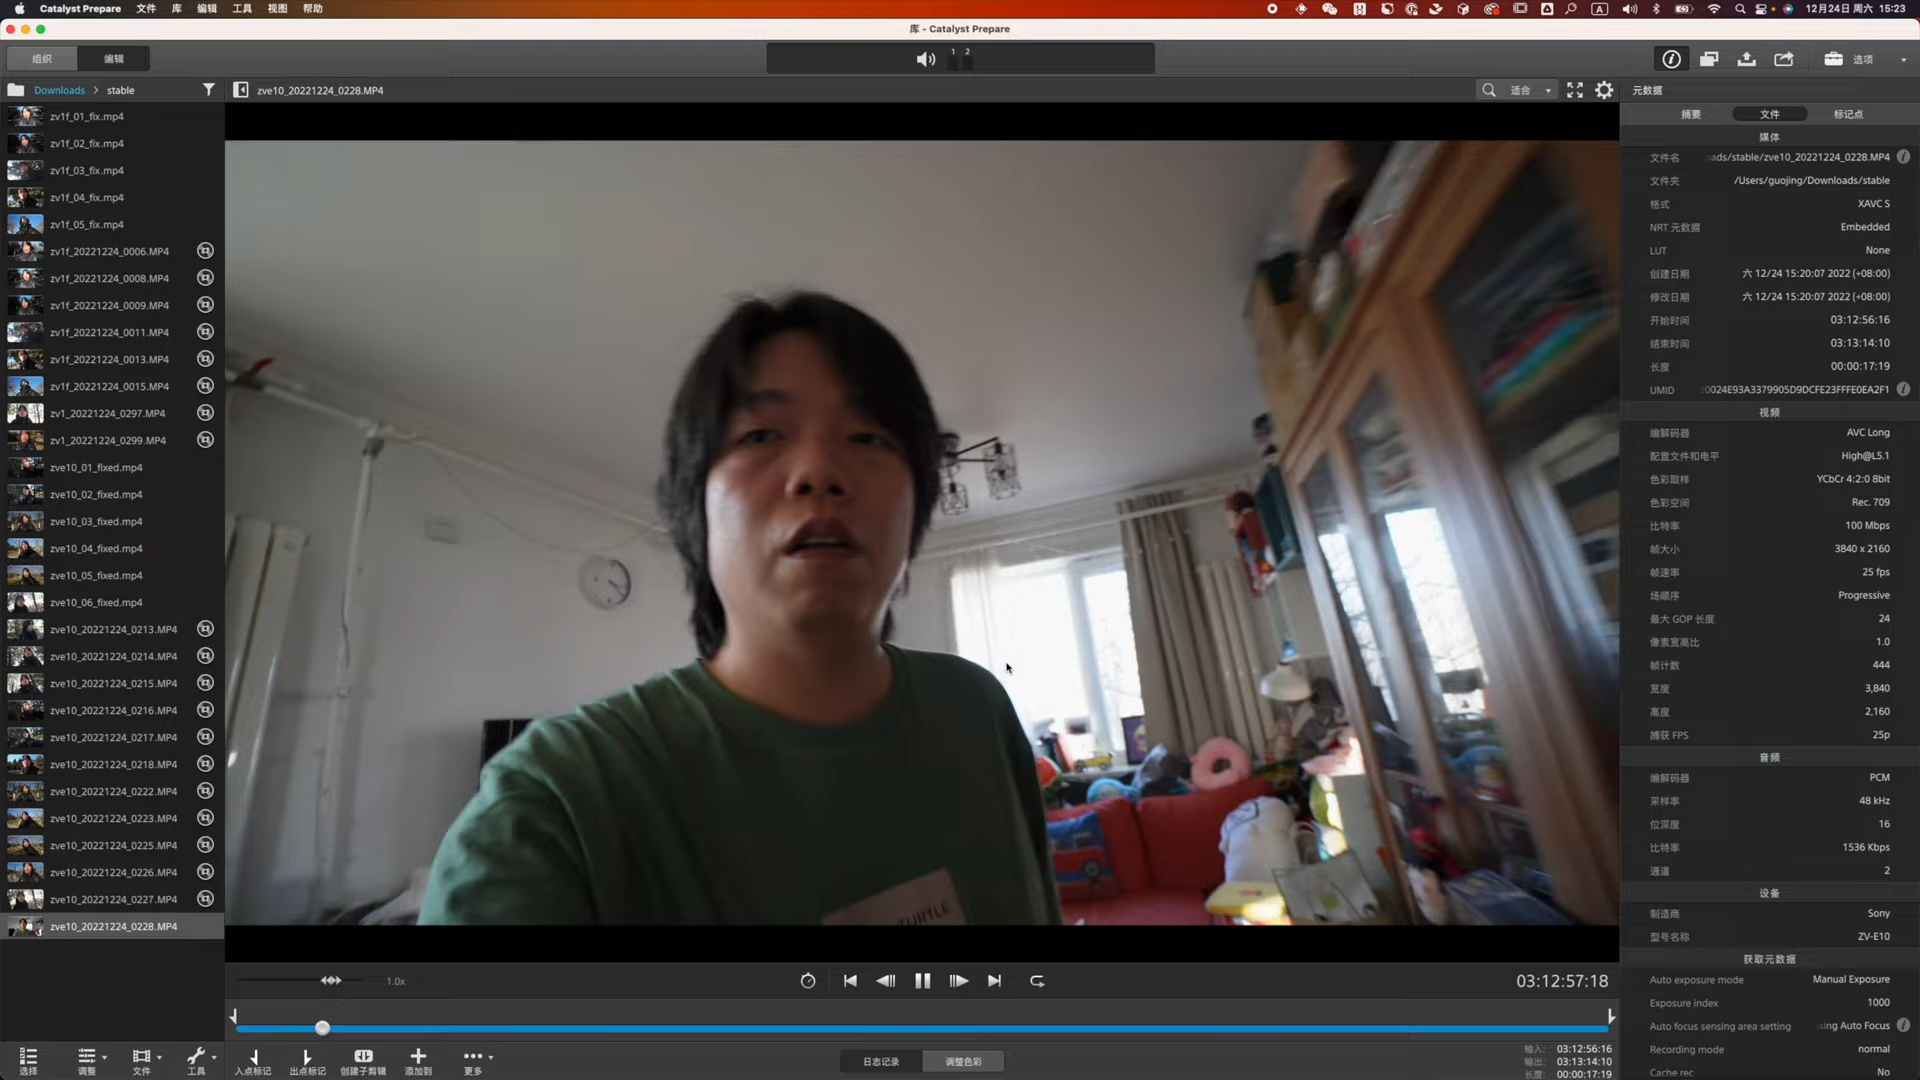 Catalyst Prepare 文件 库 编辑 工具 视图 帮助
12月24日 周六 15:23
库 - Catalyst Prepare
组织 编辑
1 2
选项
Downloads > stable
zve10_20221224_0228.MP4
适合
元数据
摘要 文件 标记点
zv1f_01_fix.mp4
zv1f_02_fix.mp4
zv1f_03_fix.mp4
zv1f_04_fix.mp4
zv1f_05_fix.mp4
zv1f_20221224_0006.MP4
zv1f_20221224_0008.MP4
zv1f_20221224_0009.MP4
zv1f_20221224_0011.MP4
zv1f_20221224_0013.MP4
zv1f_20221224_0015.MP4
zv1_20221224_0297.MP4
zv1_20221224_0299.MP4
zve10_01_fixed.mp4
zve10_02_fixed.mp4
zve10_03_fixed.mp4
zve10_04_fixed.mp4
zve10_05_fixed.mp4
zve10_06_fixed.mp4
zve10_20221224_0213.MP4
zve10_20221224_0214.MP4
zve10_20221224_0215.MP4
zve10_20221224_0216.MP4
zve10_20221224_0217.MP4
zve10_20221224_0218.MP4
zve10_20221224_0222.MP4
zve10_20221224_0223.MP4
zve10_20221224_0225.MP4
zve10_20221224_0226.MP4
zve10_20221224_0227.MP4
zve10_20221224_0228.MP4
媒体
文件名 ads/stable/zve10_20221224_0228.MP4
文件夹 /Users/guojing/Downloads/stable
格式 XAVC S
NRT 元数据 Embedded
LUT None
创建日期 六 12/24 15:20:07 2022 (+08:00)
修改日期 六 12/24 15:20:07 2022 (+08:00)
开始时间 03:12:56:16
结束时间 03:13:14:10
长度 00:00:17:19
UMID 0024E93A3379905D9DCFE23FFFE0EA2F1
视频
编解码器 AVC Long
配置文件和电平 High@L5.1
色彩取样 YCbCr 4:2:0 8bit
色彩空间 Rec. 709
比特率 100 Mbps
帧大小 3840 x 2160
帧速率 25 fps
场顺序 Progressive
最大 GOP 长度 24
像素宽高比 1.0
帧计数 444
宽度 3,840
高度 2,160
捕获 FPS 25p
音频
编解码器 PCM
采样率 48 kHz
位深度 16
比特率 1536 Kbps
通道 2
设备
制造商 Sony
型号名称 ZV-E10
获取元数据
Auto exposure mode Manual Exposure
Exposure index 1000
Auto focus sensing area setting ing Auto Focus
Recording mode normal
Cache rec No
1.0x
03:12:57:18
选择 调整 文件 工具
入点标记 出点标记 创建子剪辑 添加到 更多
日志记录 调整色彩
输入: 03:12:56:16
输出: 03:13:14:10
长度: 00:00:17:19